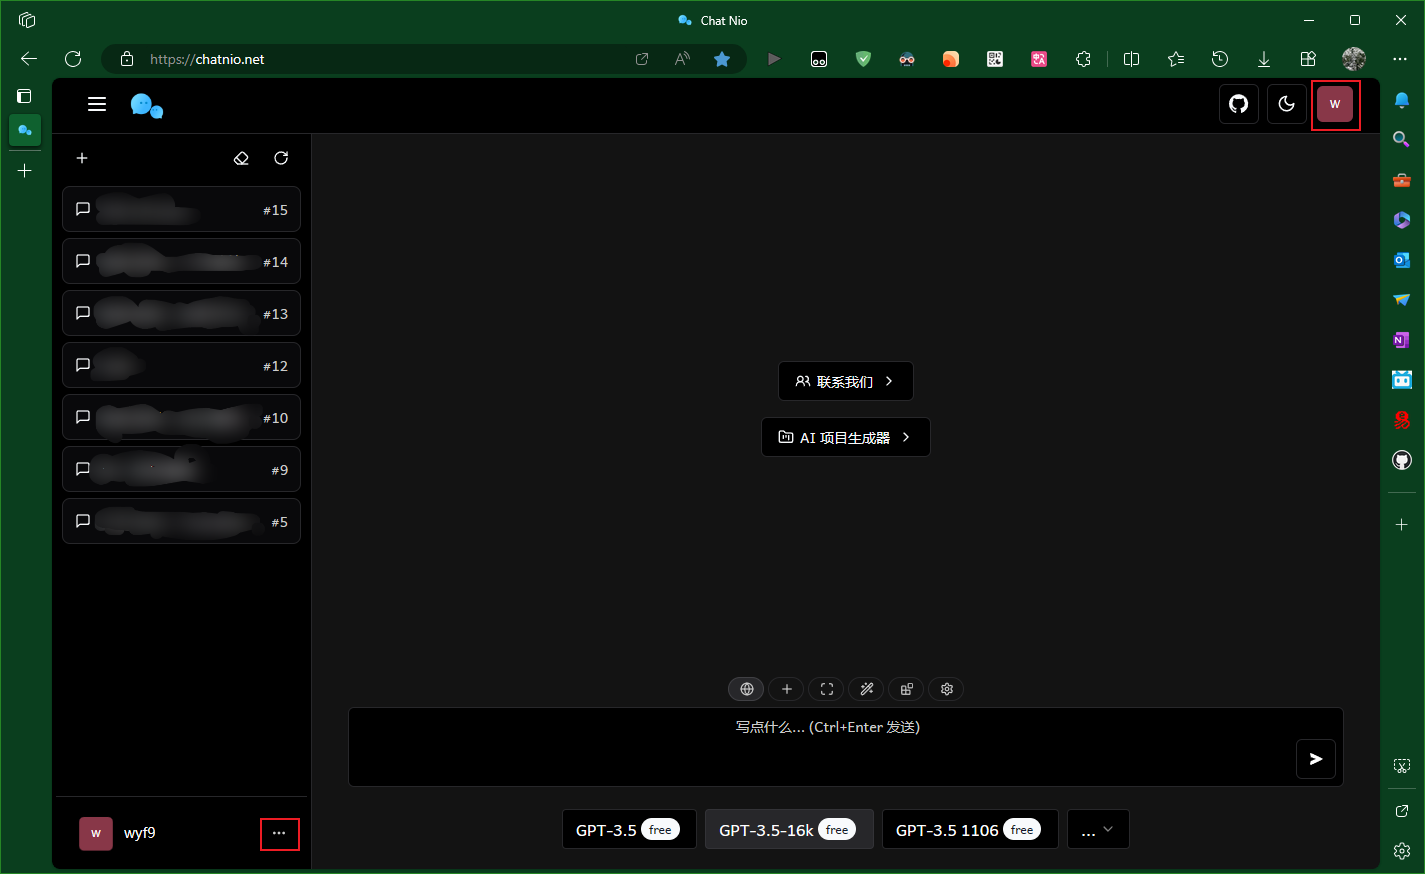 Chat Nio
https://chatnio.net
W
#15
#14
#13
#12
#10
#9
#5
联系我们
AI 项目生成器
写点什么... (Ctrl+Enter 发送)
W
wyf9
...
GPT-3.5 free
GPT-3.5-16k free
GPT-3.5 1106 free
...